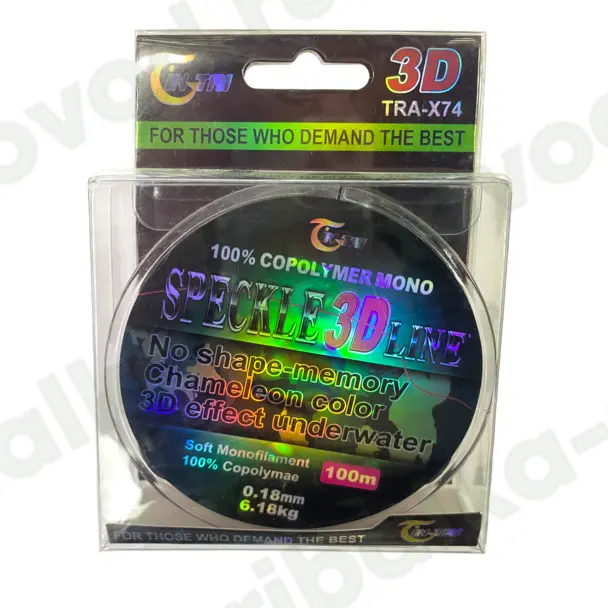 3D
TRA-X74
FOR THOSE WHO DEMAND THE BEST
100% COPOLYMER MONO
SPECKLE 3D LINE
No shape-memory
Chameleon color
3D effect underwater
Soft Monofilament
100% Copolymae
100m
0.18mm
6.18kg
FOR THOSE WHO DEMAND THE BEST